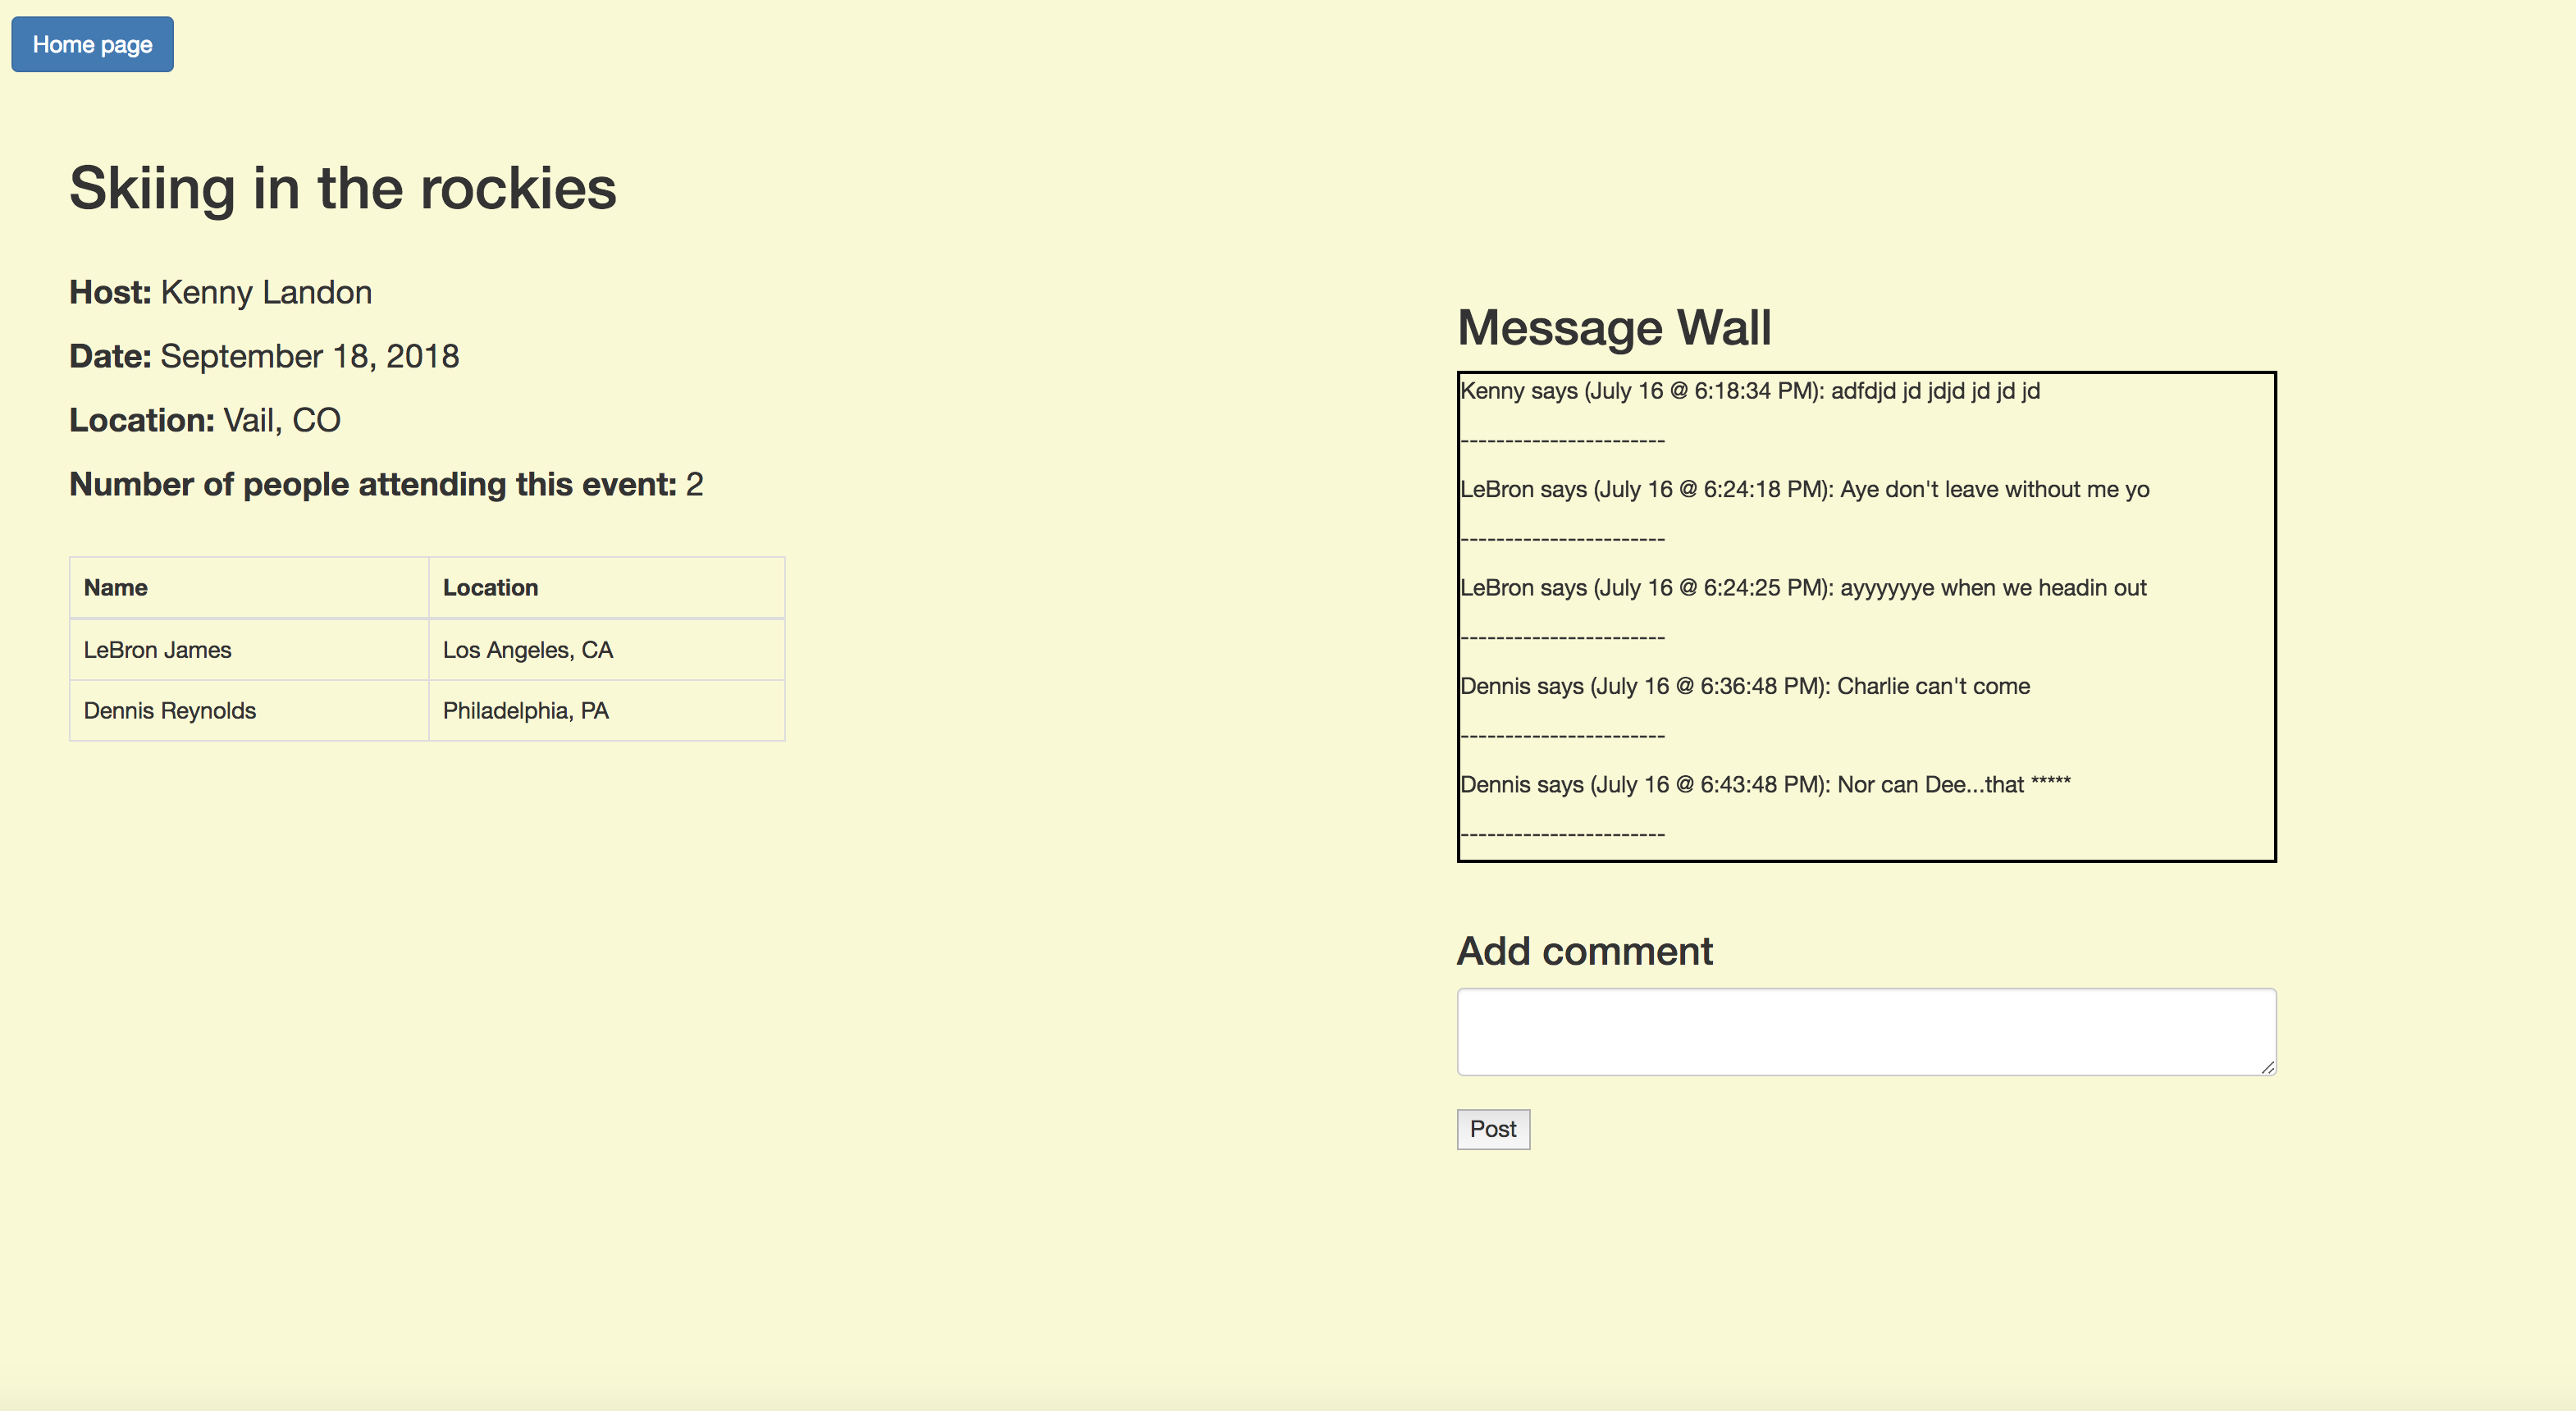 Home page
Skiing in the rockies
Host: Kenny Landon
Date: September 18, 2018
Location: Vail, CO
Number of people attending this event: 2
Name Location
LeBron James Los Angeles, CA
Dennis Reynolds Philadelphia, PA
Message Wall
Kenny says (July 16 @ 6:18:34 PM): adfdjd jd jdjd jd jd jd
-----------------------
LeBron says (July 16 @ 6:24:18 PM): Aye don't leave without me yo
-----------------------
LeBron says (July 16 @ 6:24:25 PM): ayyyyyye when we headin out
-----------------------
Dennis says (July 16 @ 6:36:48 PM): Charlie can't come
-----------------------
Dennis says (July 16 @ 6:43:48 PM): Nor can Dee...that *****
-----------------------
Add comment
Post